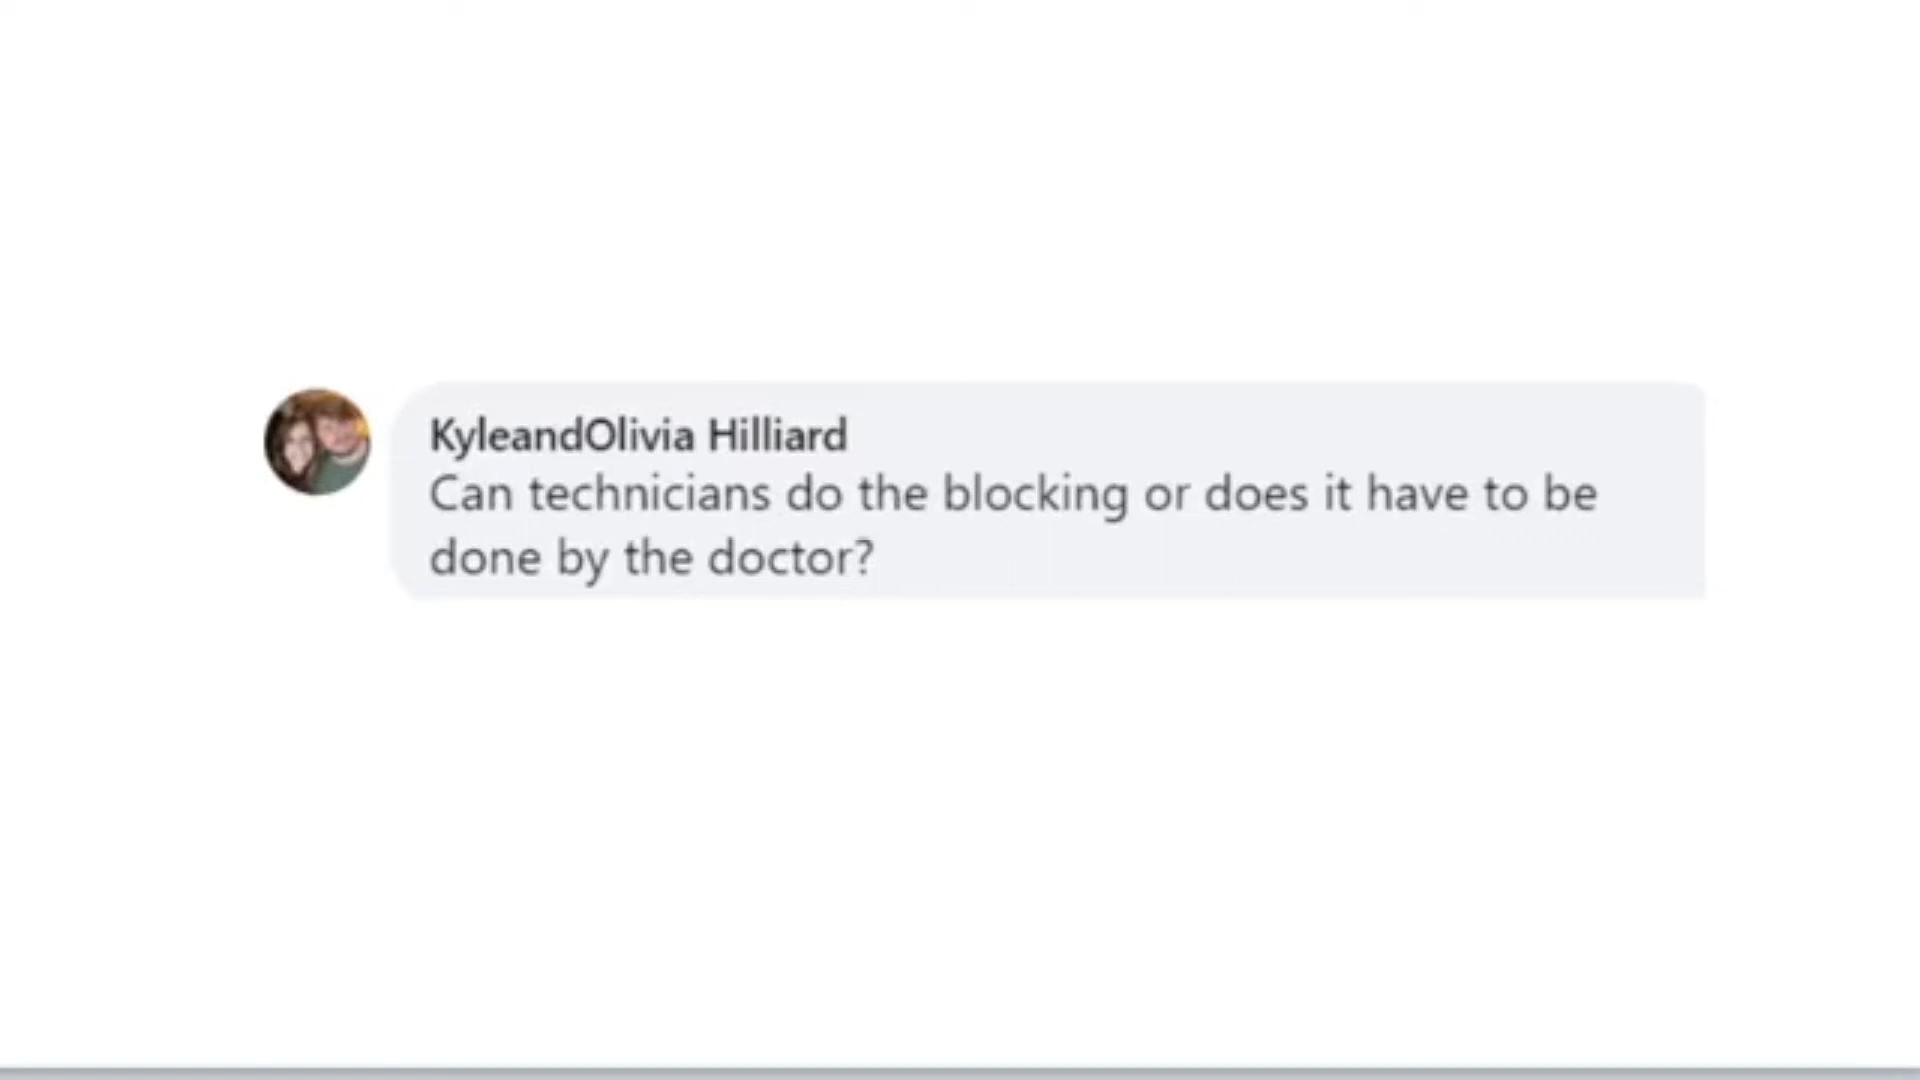 KyleandOlivia Hilliard
Can technicians do the blocking or does it have to be
done by the doctor?